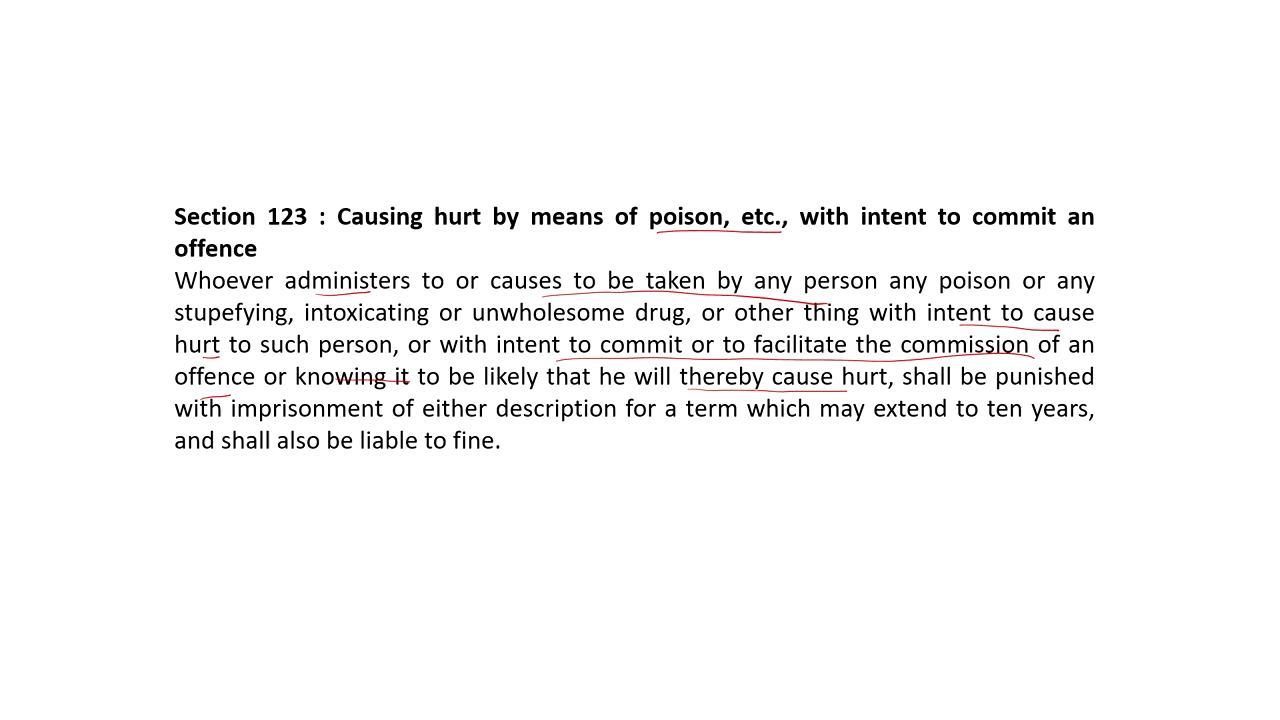 Section 123 : Causing hurt by means of poison, etc., with intent to commit an
offence
Whoever administers to or causes to be taken by any person any poison or any
stupefying, intoxicating or unwholesome drug, or other thing with intent to cause
hurt to such person, or with intent to commit or to facilitate the commission of an
offence or knowing it to be likely that he will thereby cause hurt, shall be punished
with imprisonment of either description for a term which may extend to ten years,
and shall also be liable to fine.